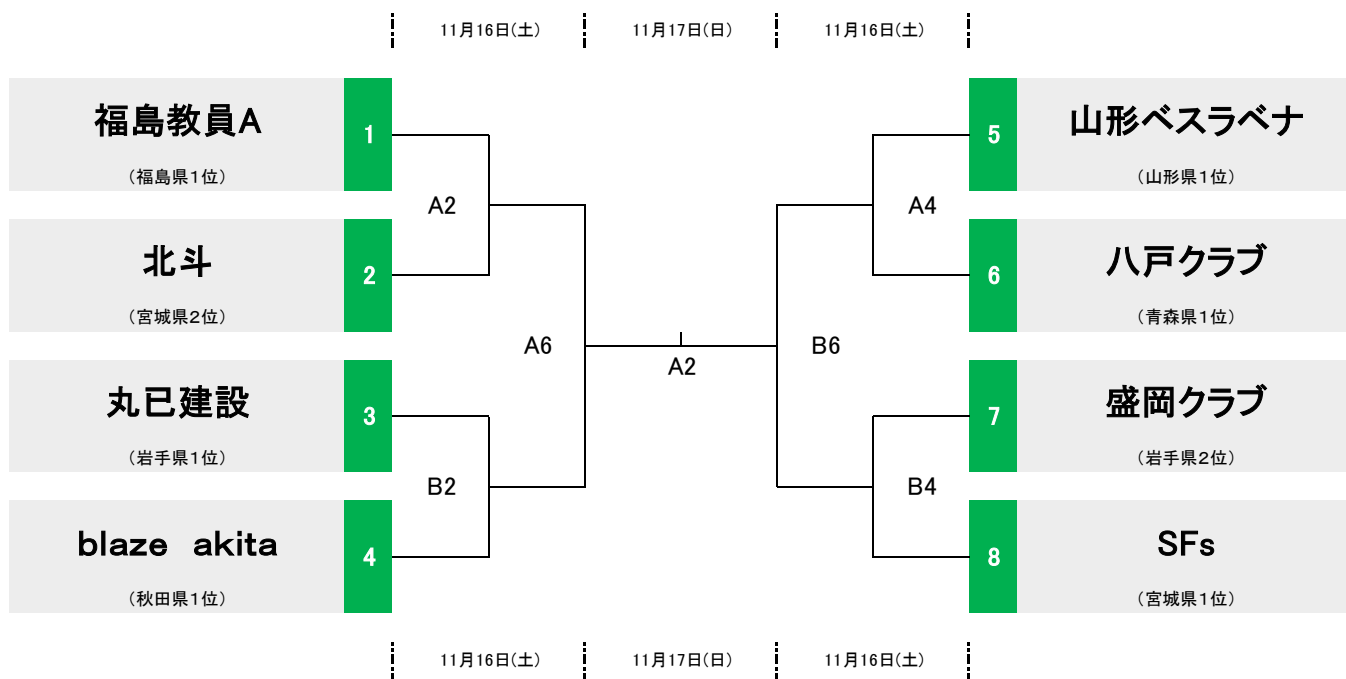 11月16日(土) 11月17日(日) 11月16日(土)
福島教員A
(福島県1位)
1
北斗
(宮城県2位)
2
丸已建設
(岩手県1位)
3
blaze akita
(秋田県1位)
4
A2
B2
A6
A2
B6
A4
B4
5
山形ベスラベナ
(山形県1位)
6
八戸クラブ
(青森県1位)
7
盛岡クラブ
(岩手県2位)
8
SFs
(宮城県1位)
11月16日(土) 11月17日(日) 11月16日(土)